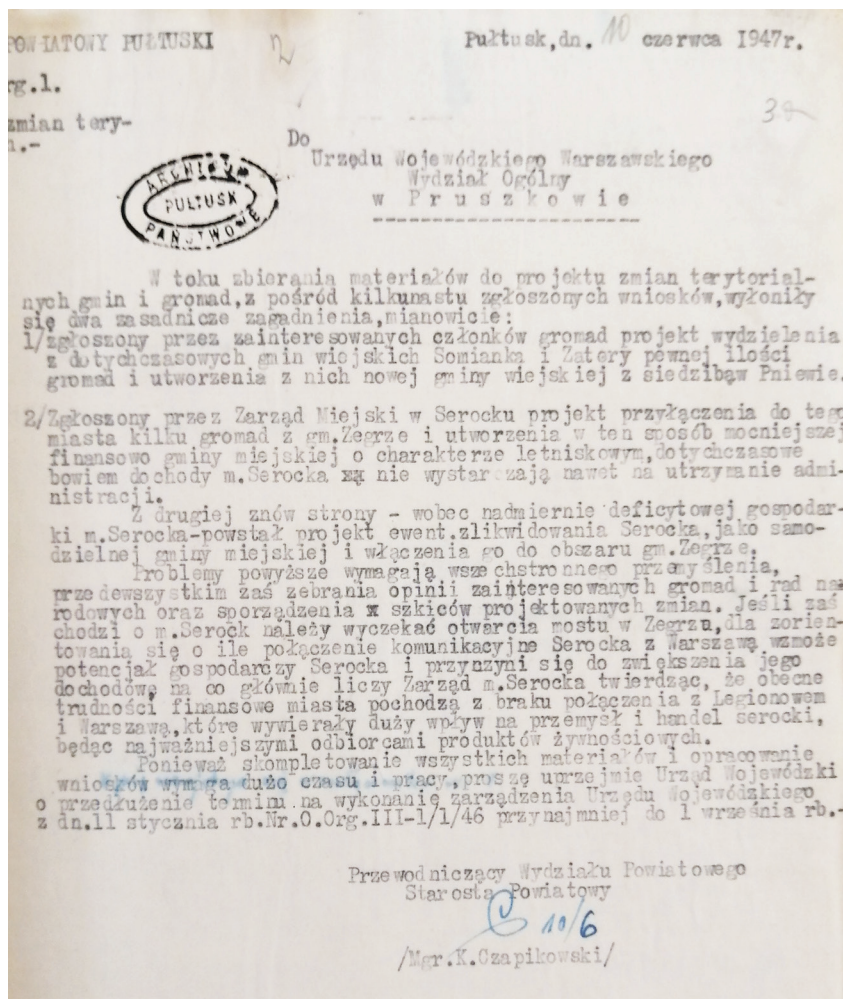 POWIATOWY PUŁTUSKI
Pułtusk,dn. 10 czerwca 1947r.
rg.1.
zmian tery-
n.-
Do
Urzędu Wojewódzkiego Warszawskiego
Wydział Ogólny
w Pruszkowie
ARCHIWUM
PUŁTUSK
PAŃSTWOWE
W toku zbierania materiałów do projektu zmian terytorial-
nych gmin i gromad,z pośród kilkunastu zgłoszonych wniosków,wyłoniły
się dwa zasadnicze zagadnienia,mianowicie:
1/zgłoszony przez zainteresowanych członków gromad projekt wydzielenia
z dotychczasowych gmin wiejskich Somianka i Zatery pewnej ilości
gromad i utworzenia z nich nowej gminy wiejskiej z siedzibąw Pniewie.
2/Zgłoszony przez Zarząd Miejski w Serocku projekt przyłączenia do tego
miasta kilku gromad z gm.Zegrze i utworzenia w ten sposób mocniejszej
finansowo gminy miejskiej o charakterze letniskowym,dotychczasowe
bowiem dochody m.Serocka nie wystarczają nawet na utrzymanie admi-
nistracji.
Z drugiej znów strony - wobec nadmiernie deficytowej gospodar-
ki m.Serocka-powstał projekt ewent.zlikwidowania Serocka,jako samo-
dzielnej gminy miejskiej i włączenia go do obszaru gm.Zegrze.
Problemy powyższe wymagają wszechstronnego przemyślenia,
przedewszystkim zaś zebrania opinii zainteresowanych gromad i rad na-
rodowych oraz sporządzenia x szkiców projektowanych zmian. Jeśli zaś
chodzi o m.Serock należy wyczekać otwarcia mostu w Zegrzu,dla zorien-
towania się o ile połączenie komunikacyjne Serocka z Warszawą wzmoże
potencjał gospodarczy Serocka i przynzyni się do zwiększenia jego
dochodówę na co głównie liczy Zarząd m.Serocka twierdząc, że obecne
trudności finansowe miasta pochodzą z braku połączenia z Legionowem
i Warszawą,które wywierały duży wpływ na przemysł i handel serocki,
będąc najważniejszymi odbiorcami produktów żywnościowych.
Ponieważ skompletowanie wszystkich materiałów i opracowanie
wniosków wymaga dużo czasu i pracy,proszę uprzejmie Urząd Wojewódzki
o przedłużenie terminu na wykonanie zarządzenia Urzędu Wojewódzkiego
z dn.11 stycznia rb.Nr.O.Org.III-1/1/46 przynajmniej do 1 września rb.-
Przewodniczący Wydziału Powiatowego
Starosta Powiatowy
10/6
/Mgr.K.Czapikowski/